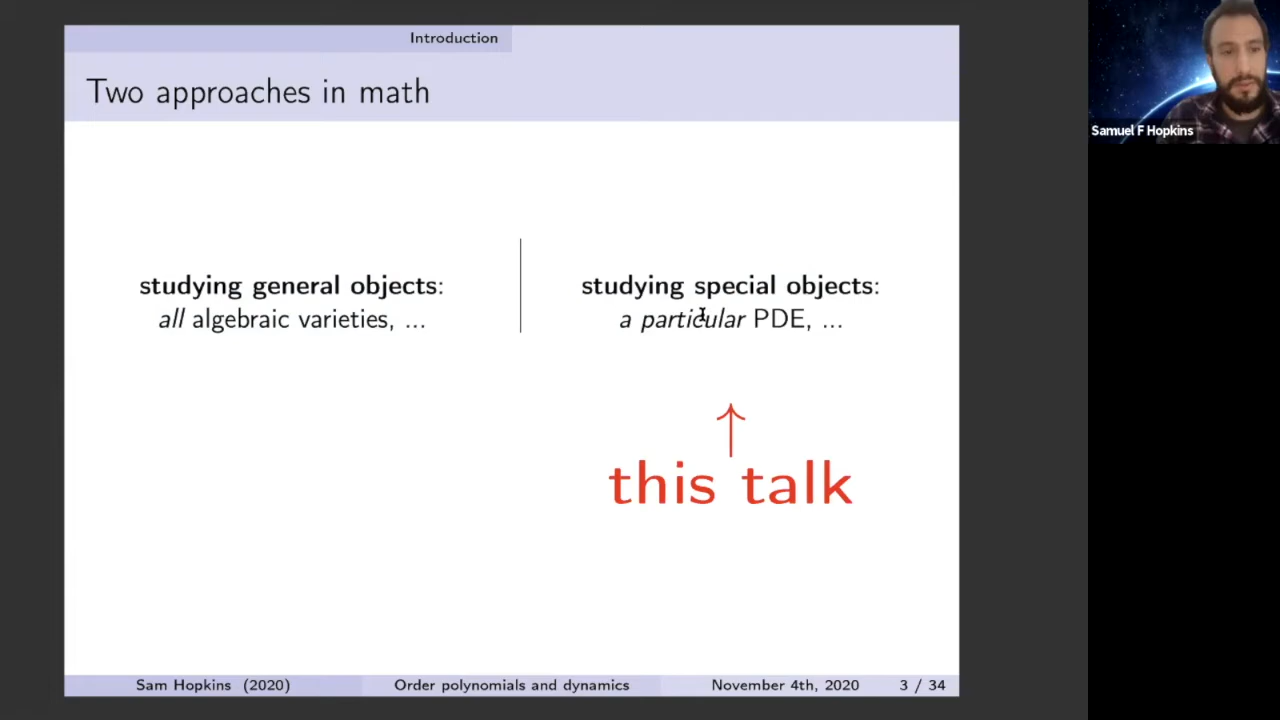 Introduction
Two approaches in math
studying general objects:
all algebraic varieties, ...
studying special objects:
a particular PDE, ...
↑
this talk
Sam Hopkins (2020) Order polynomials and dynamics November 4th, 2020 3 / 34
Samuel F Hopkins